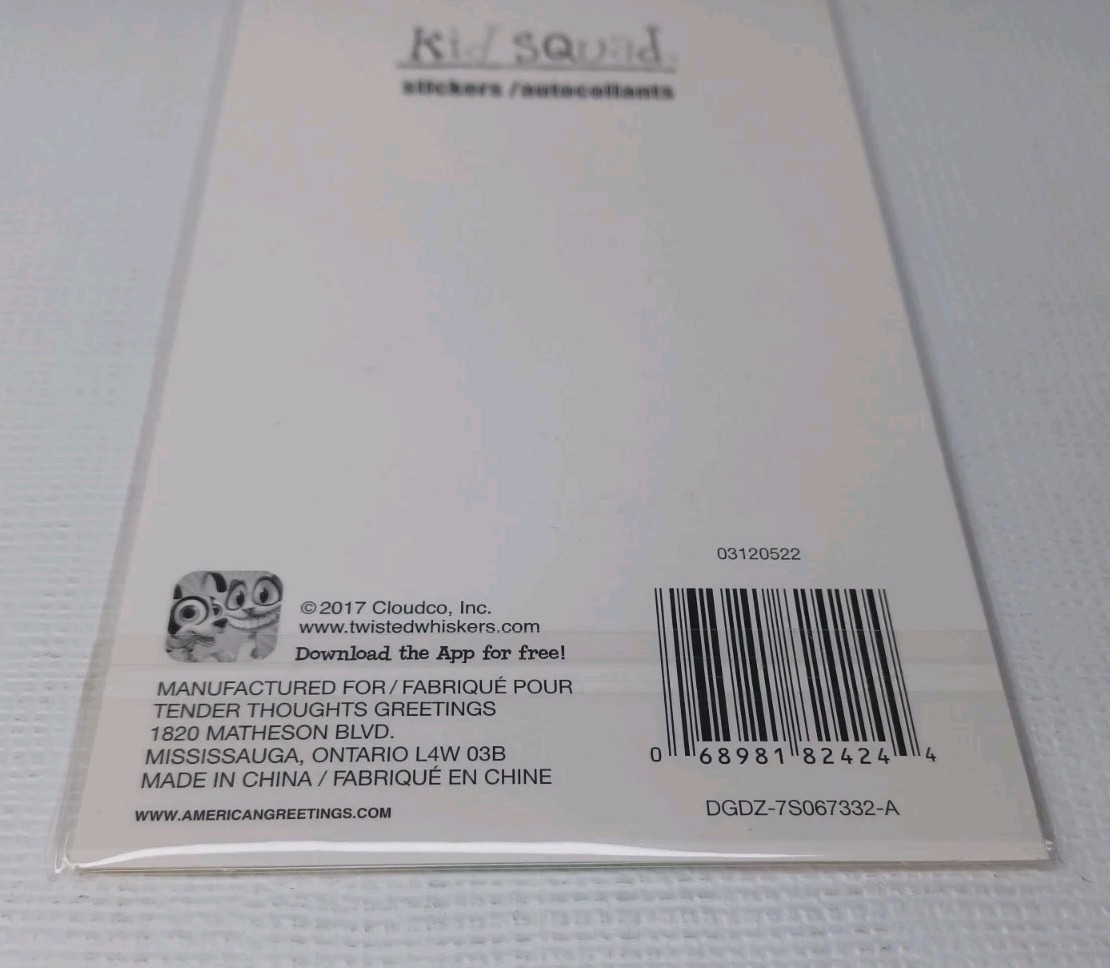 Kid SQuad
stickers / autocollants
03120522
©2017 Cloudco, Inc.
www.twistedwhiskers.com
Download the App for free!
MANUFACTURED FOR / FABRIQUÉ POUR
TENDER THOUGHTS GREETINGS
1820 MATHESON BLVD.
MISSISSAUGA, ONTARIO L4W 03B
MADE IN CHINA / FABRIQUÉ EN CHINE
WWW.AMERICANGREETINGS.COM
0 68981 82424 4
DGDZ-7S067332-A